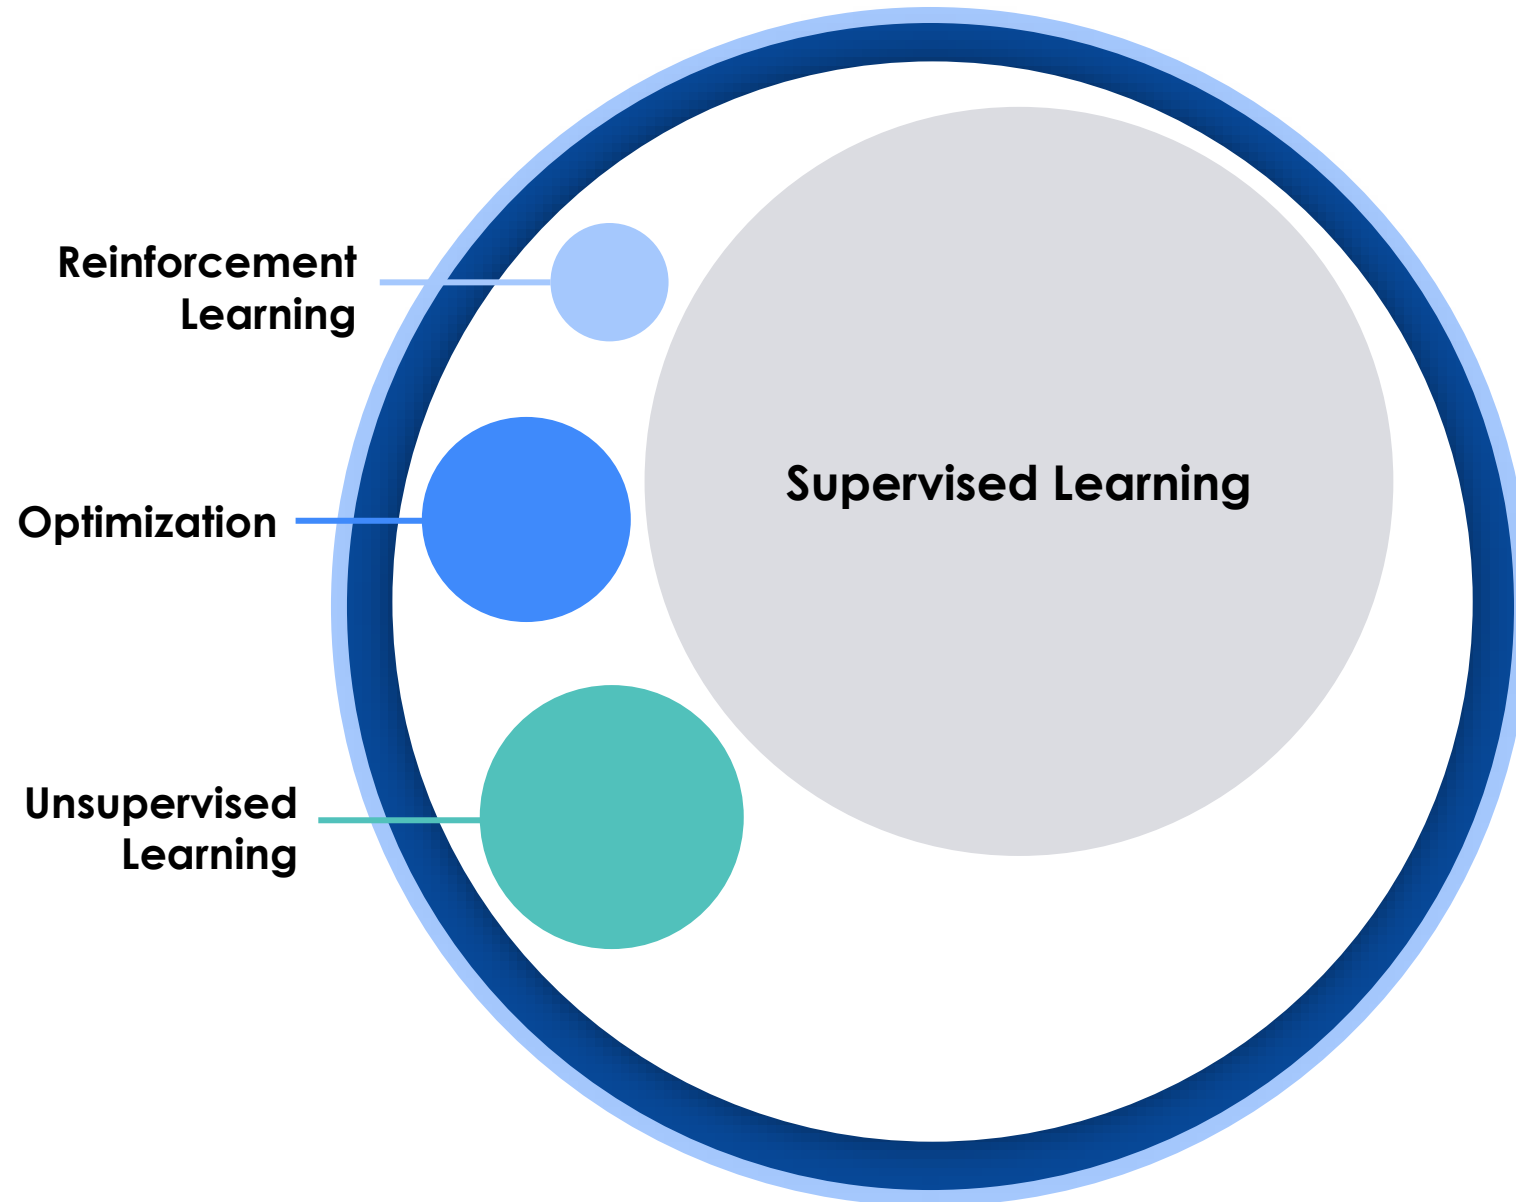 Reinforcement
Learning
Supervised Learning
Optimization
Unsupervised
Learning